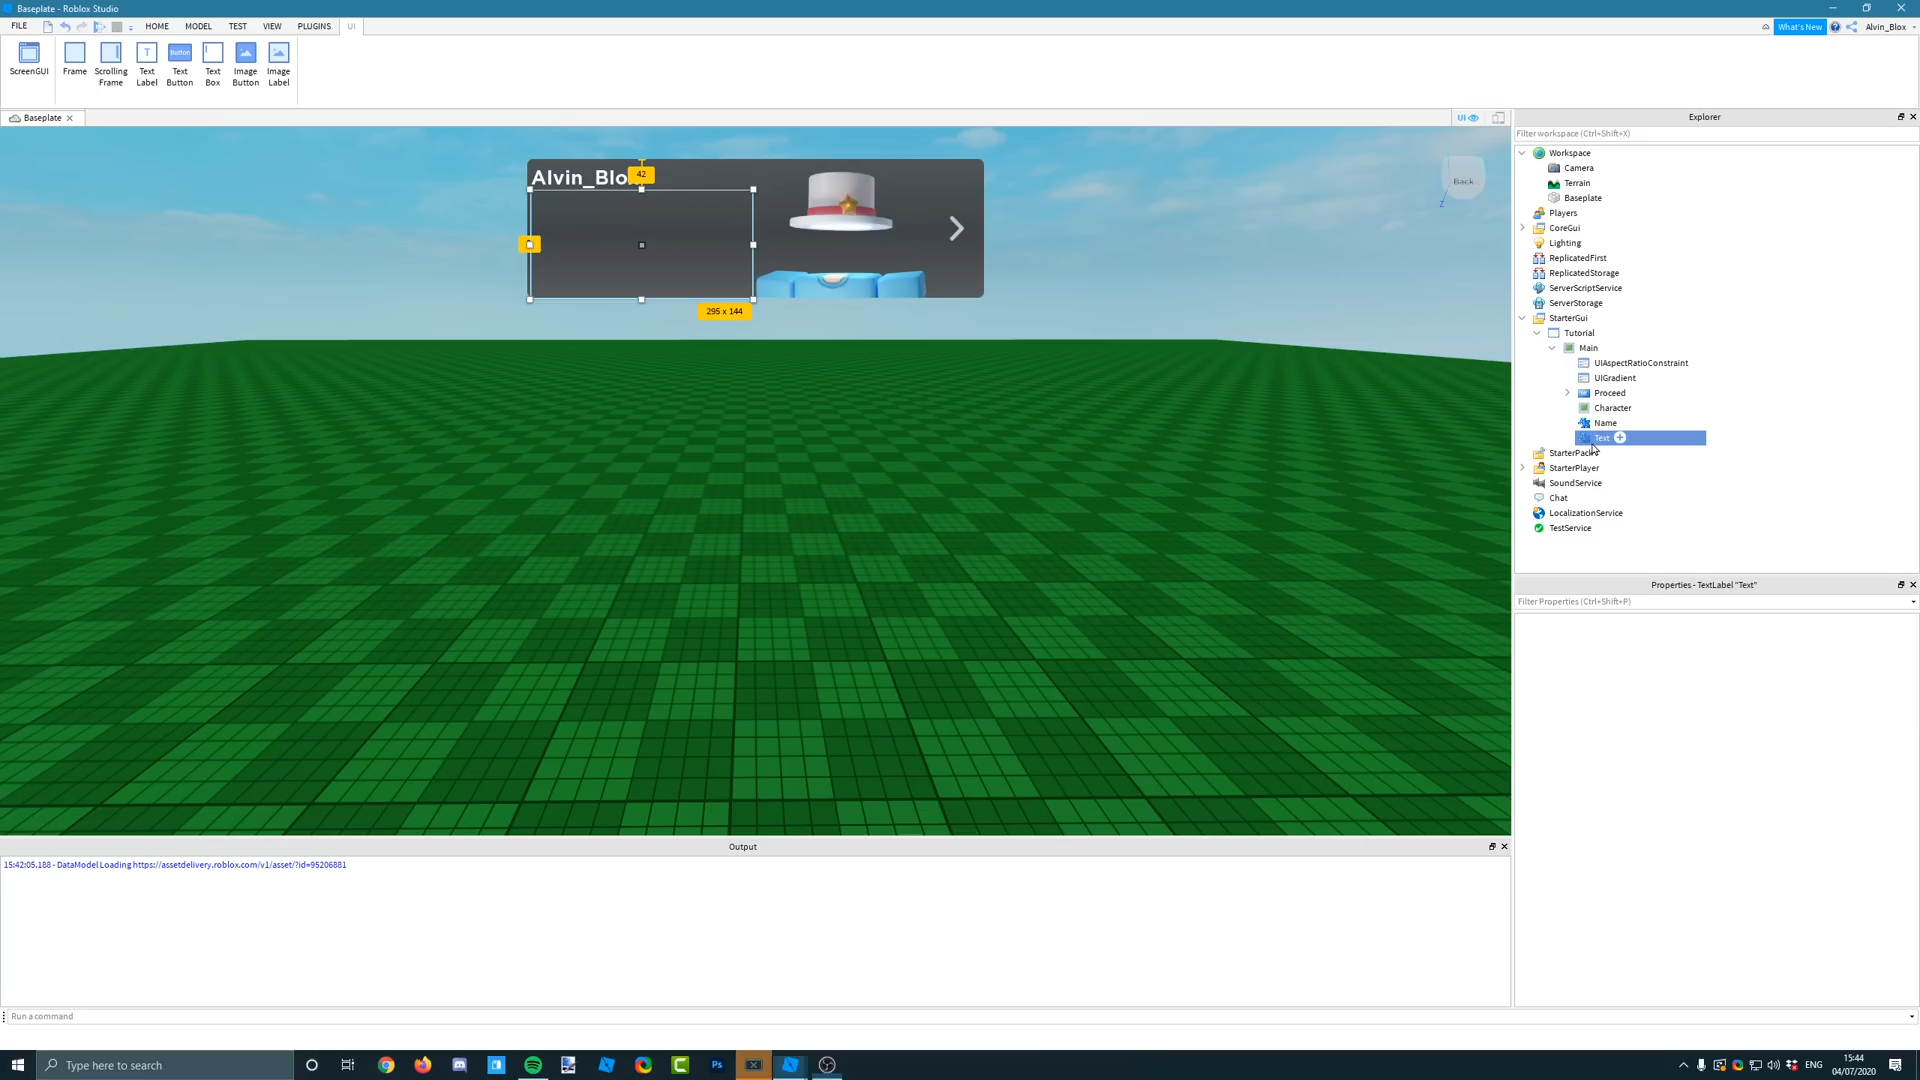 Baseplate - Roblox Studio
FILE HOME MODEL TEST VIEW PLUGINS UI What's New Alvin_Blox
ScreenGUI Frame Scrolling Frame Text Label Text Button Text Box Image Button Image Label
Button
Baseplate
UI
Explorer
Filter workspace (Ctrl+Shift+X)
Workspace
Camera
Terrain
Baseplate
Players
CoreGui
Lighting
ReplicatedFirst
ReplicatedStorage
ServerScriptService
ServerStorage
StarterGui
Tutorial
Main
UIAspectRatioConstraint
UIGradient
Proceed
Character
Name
Text
StarterPack
StarterPlayer
SoundService
Chat
LocalizationService
TestService
Alvin_Blo
42
295 x 144
Back
Z
Properties - TextLabel "Text"
Filter Properties (Ctrl+Shift+P)
Output
15:42:05.188 - DataModel Loading https://assetdelivery.roblox.com/v1/asset/?id=95206881
Run a command
Type here to search
Ps
ENG
15:44
04/07/2020